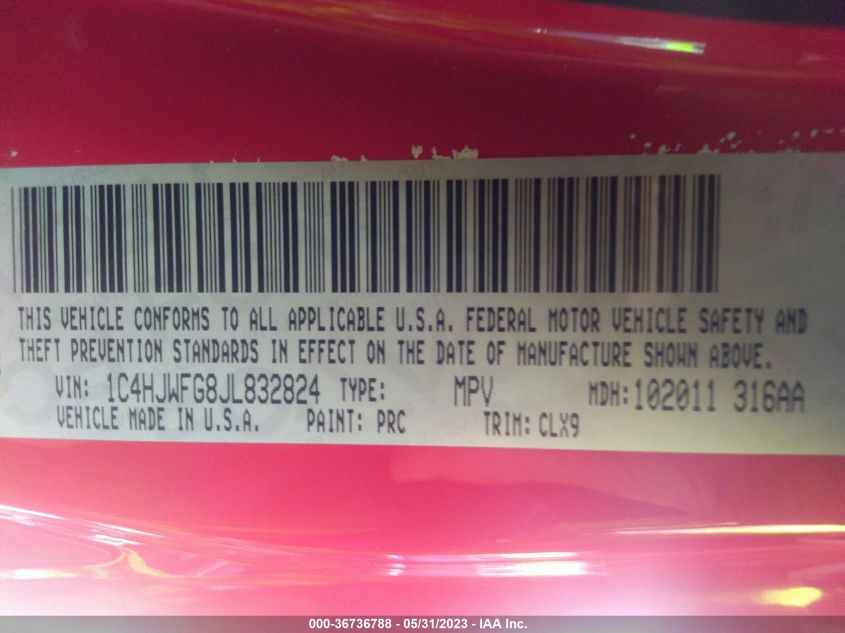 THIS VEHICLE CONFORMS TO ALL APPLICABLE U.S.A. FEDERAL MOTOR VEHICLE SAFETY AND
THEFT PREVENTION STANDARDS IN EFFECT ON THE DATE OF MANUFACTURE SHOWN ABOVE.
VIN: 1C4HJWFG8JL832824 TYPE: MPV MDH:102011 316AA
VEHICLE MADE IN U.S.A. PAINT: PRC TRIM: CLX9
000-36736788 - 05/31/2023 - IAA Inc.